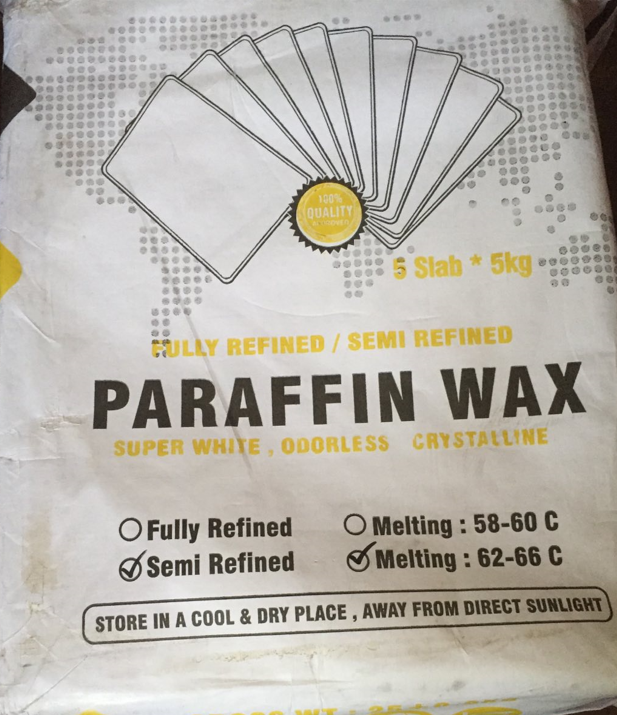 100%
QUALITY
5 Slab * 5kg
FULLY REFINED / SEMI REFINED
PARAFFIN WAX
SUPER WHITE , ODORLESS CRYSTALLINE
Fully Refined
Melting : 58-60 C
Semi Refined
Melting : 62-66 C
STORE IN A COOL & DRY PLACE , AWAY FROM DIRECT SUNLIGHT